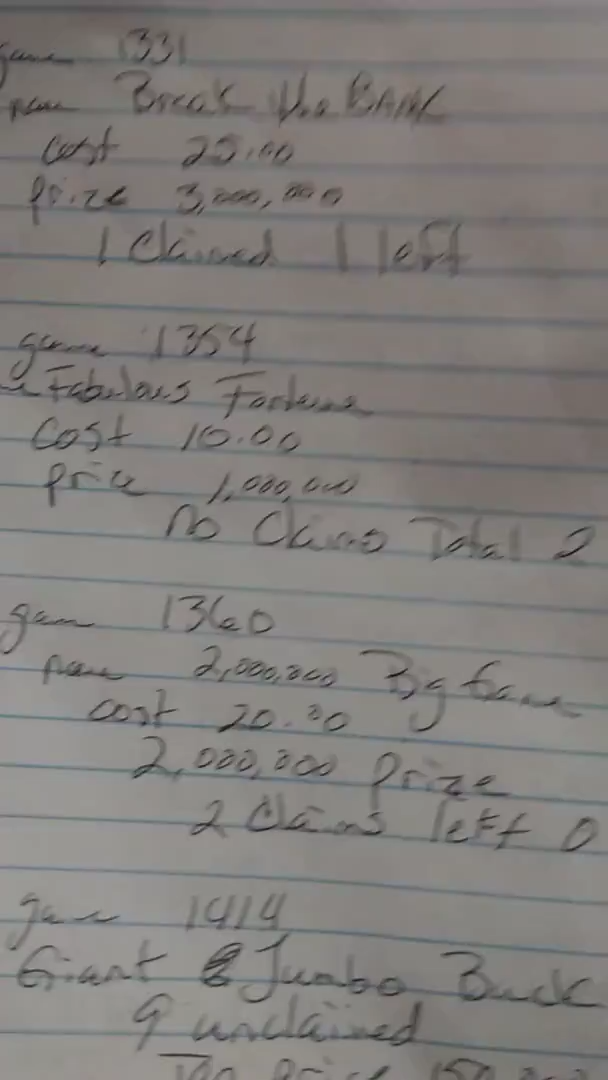 game 1331
name Break the BANK
cost 25.00
prize 3,000,000
1 Claimed 1 left
game 1354
Fabulous Fortune
cost 10.00
price 1,000,000
no Claims Total 2
gam 1360
name 2,000,000 Big Game
cost 20.00
2,000,000 prize
2 Claims left 0
game 1414
Giant Jumbo Buck
9 unclaimed
Top Prize